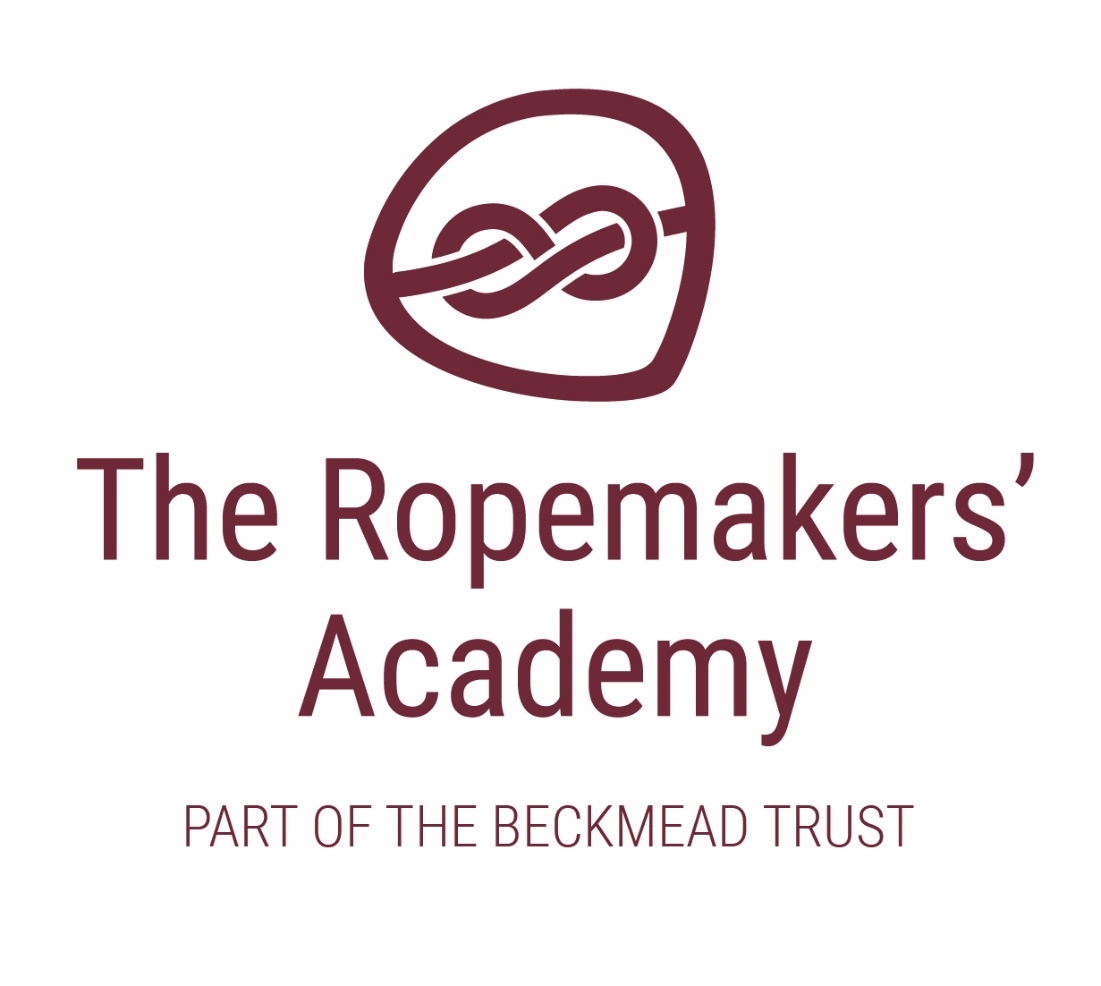 The Ropemakers’
Academy
PART OF THE BECKMEAD TRUST